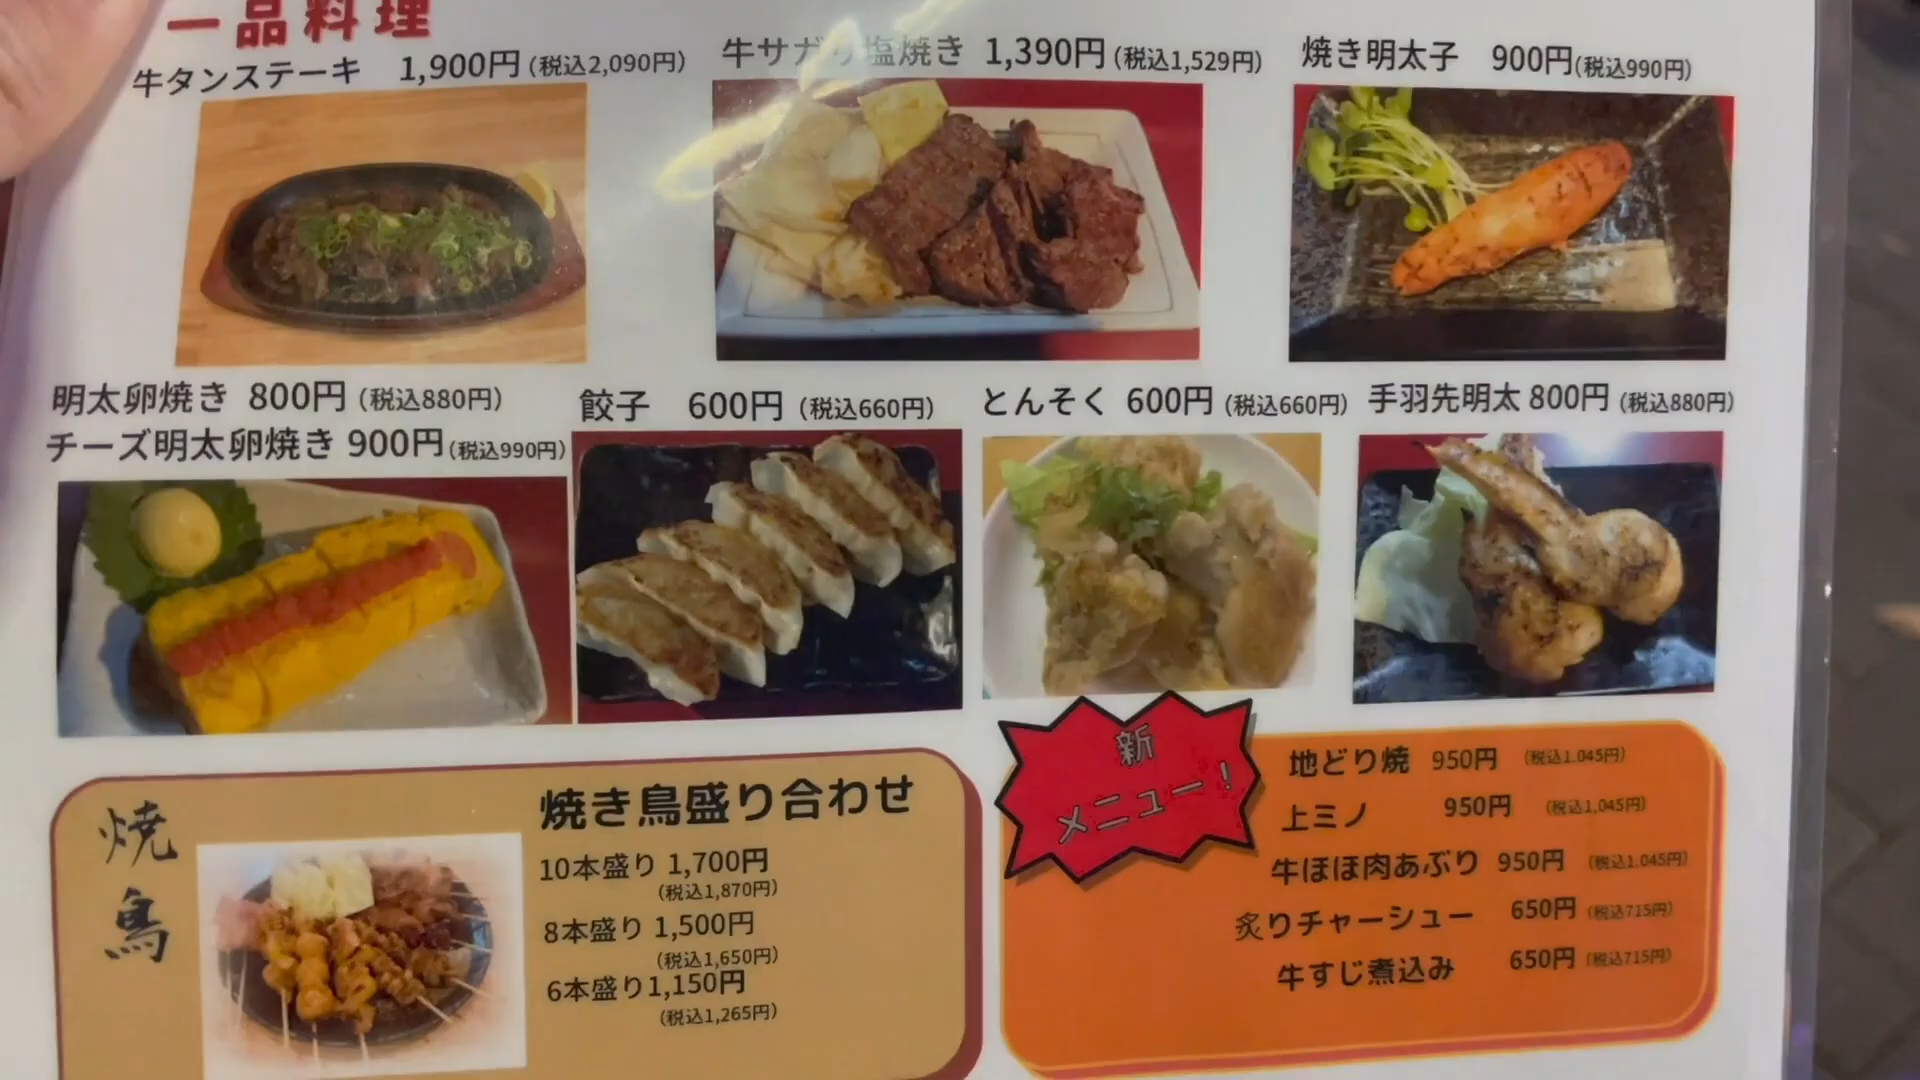 一品料理
牛タンステーキ 1,900円(税込2,090円)
牛サガリ塩焼き 1,390円(税込1,529円)
焼き明太子 900円(税込990円)
明太卵焼き 800円(税込880円)
チーズ明太卵焼き 900円(税込990円)
餃子 600円(税込660円)
とんそく 600円(税込660円)
手羽先明太 800円(税込880円)
焼鳥
焼き鳥盛り合わせ
10本盛り 1,700円
(税込1,870円)
8本盛り 1,500円
(税込1,650円)
6本盛り1,150円
(税込1,265円)
新
メニュー!
地どり焼 950円 (税込1.045円)
上ミノ 950円 (税込1,045円)
牛ほほ肉あぶり 950円 (税込1.045円)
炙りチャーシュー 650円 (税込715円)
牛すじ煮込み 650円 (税込715円)